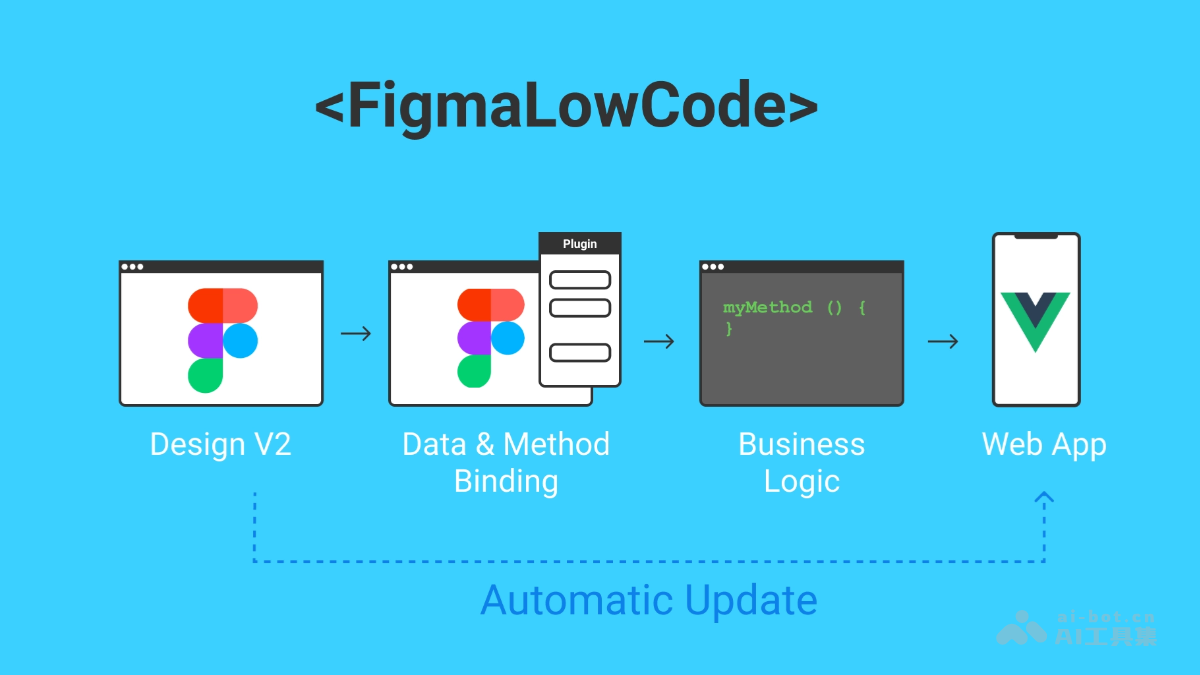 <FigmaLowCode>
Plugin
myMethod () {
}
Design V2
Data & Method
Binding
Business
Logic
Web App
Automatic Update
ai-bot.cn
AI工具集